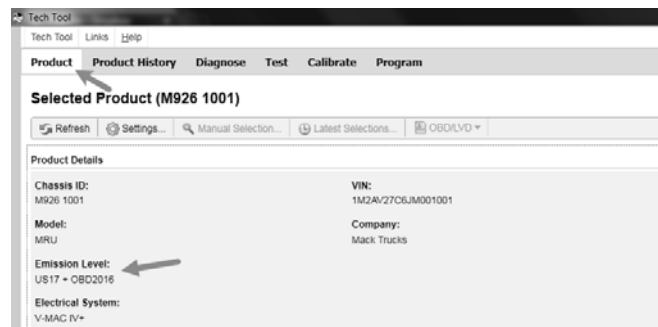 Tech Tool
Tech Tool Links Help
Product Product History Diagnose Test Calibrate Program
Selected Product (M926 1001)
Refresh Settings... Manual Selection... Latest Selections... OBD/LVD
Product Details
Chassis ID: VIN:
M926 1001 1M2AV27C6JM001001
Model: Company:
MRU Mack Trucks
Emission Level:
US17 + OBD2016
Electrical System:
V-MAC IV+